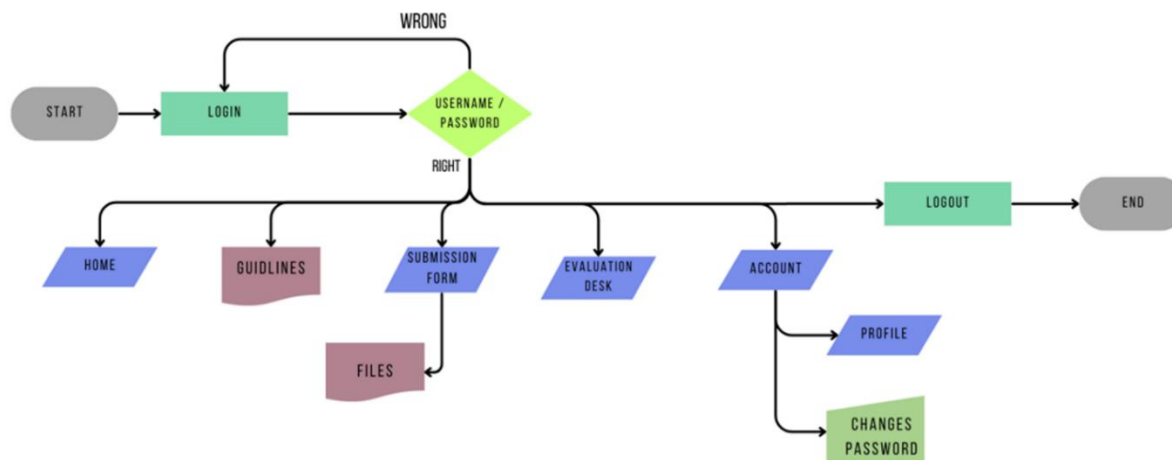 WRONG
START
LOGIN
USERNAME /
PASSWORD
RIGHT
LOGOUT
END
HOME
GUIDLINES
SUBMISSION
FORM
EVALUATION
DESK
ACCOUNT
PROFILE
FILES
CHANGES
PASSWORD